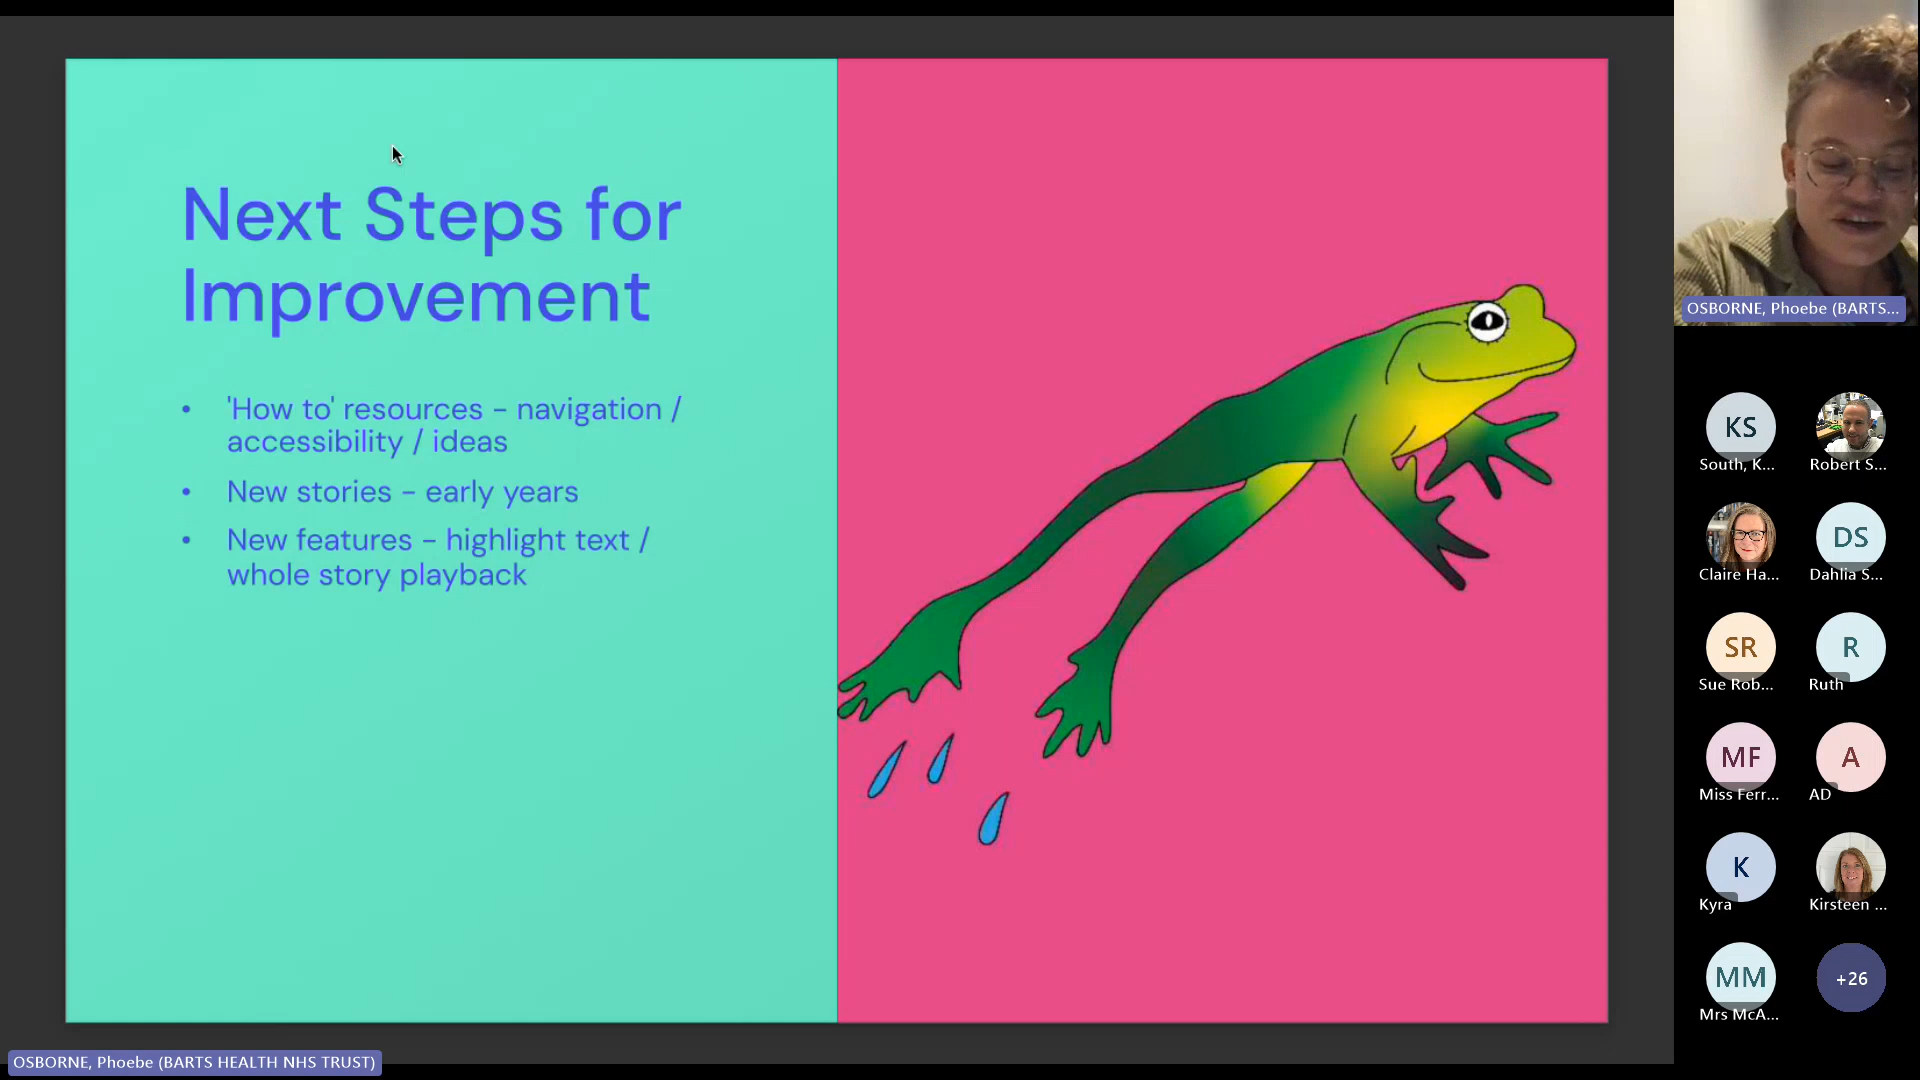 Next Steps for
Improvement
• 'How to' resources – navigation /
accessibility / ideas
• New stories – early years
• New features – highlight text /
whole story playback
OSBORNE, Phoebe (BARTS HEALTH NHS TRUST)
OSBORNE, Phoebe (BARTS...
KS
South, K...
Robert S...
Claire Ha...
DS
Dahlia S...
SR
Sue Rob...
R
Ruth
MF
Miss Ferr...
A
AD
K
Kyra
Kirsteen ...
MM
Mrs McA...
+26